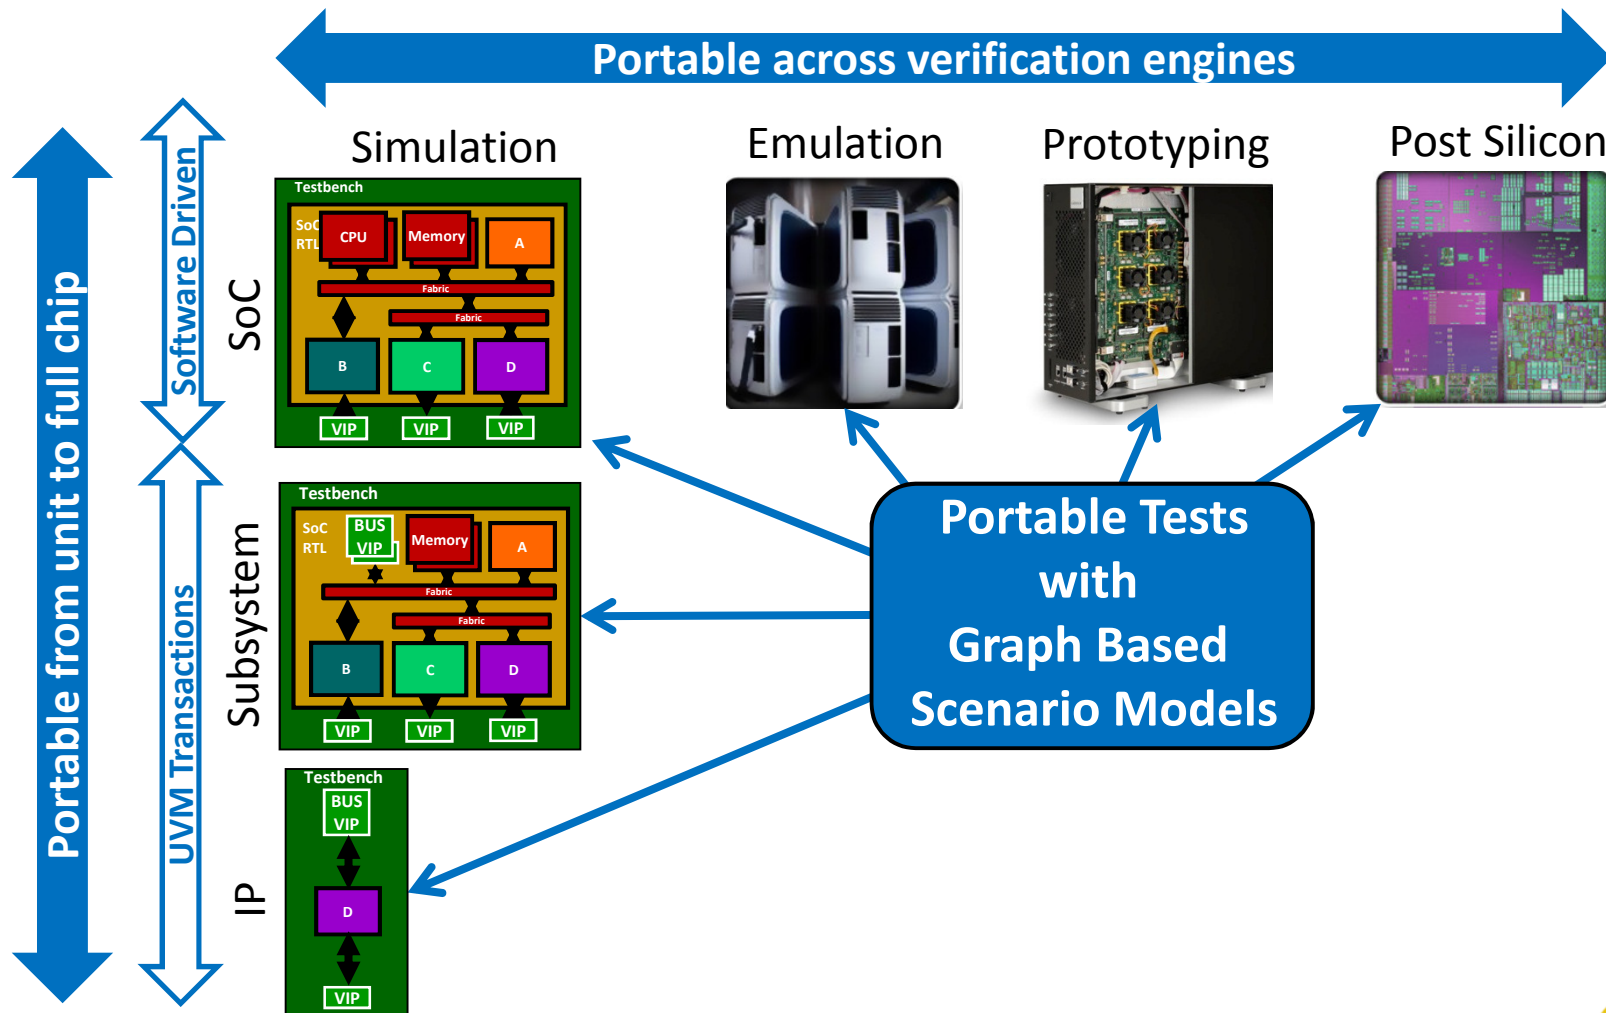 Portable across verification engines
Portable from unit to full chip
Software Driven
UVM Transactions
Simulation
Emulation
Prototyping
Post Silicon
SoC
Testbench
SoC
RTL
CPU
Memory
A
Fabric
Fabric
B
C
D
VIP
VIP
VIP
Subsystem
Testbench
SoC
RTL
BUS
VIP
Memory
A
Fabric
Fabric
B
C
D
VIP
VIP
VIP
IP
Testbench
BUS
VIP
D
VIP
Portable Tests
with
Graph Based
Scenario Models